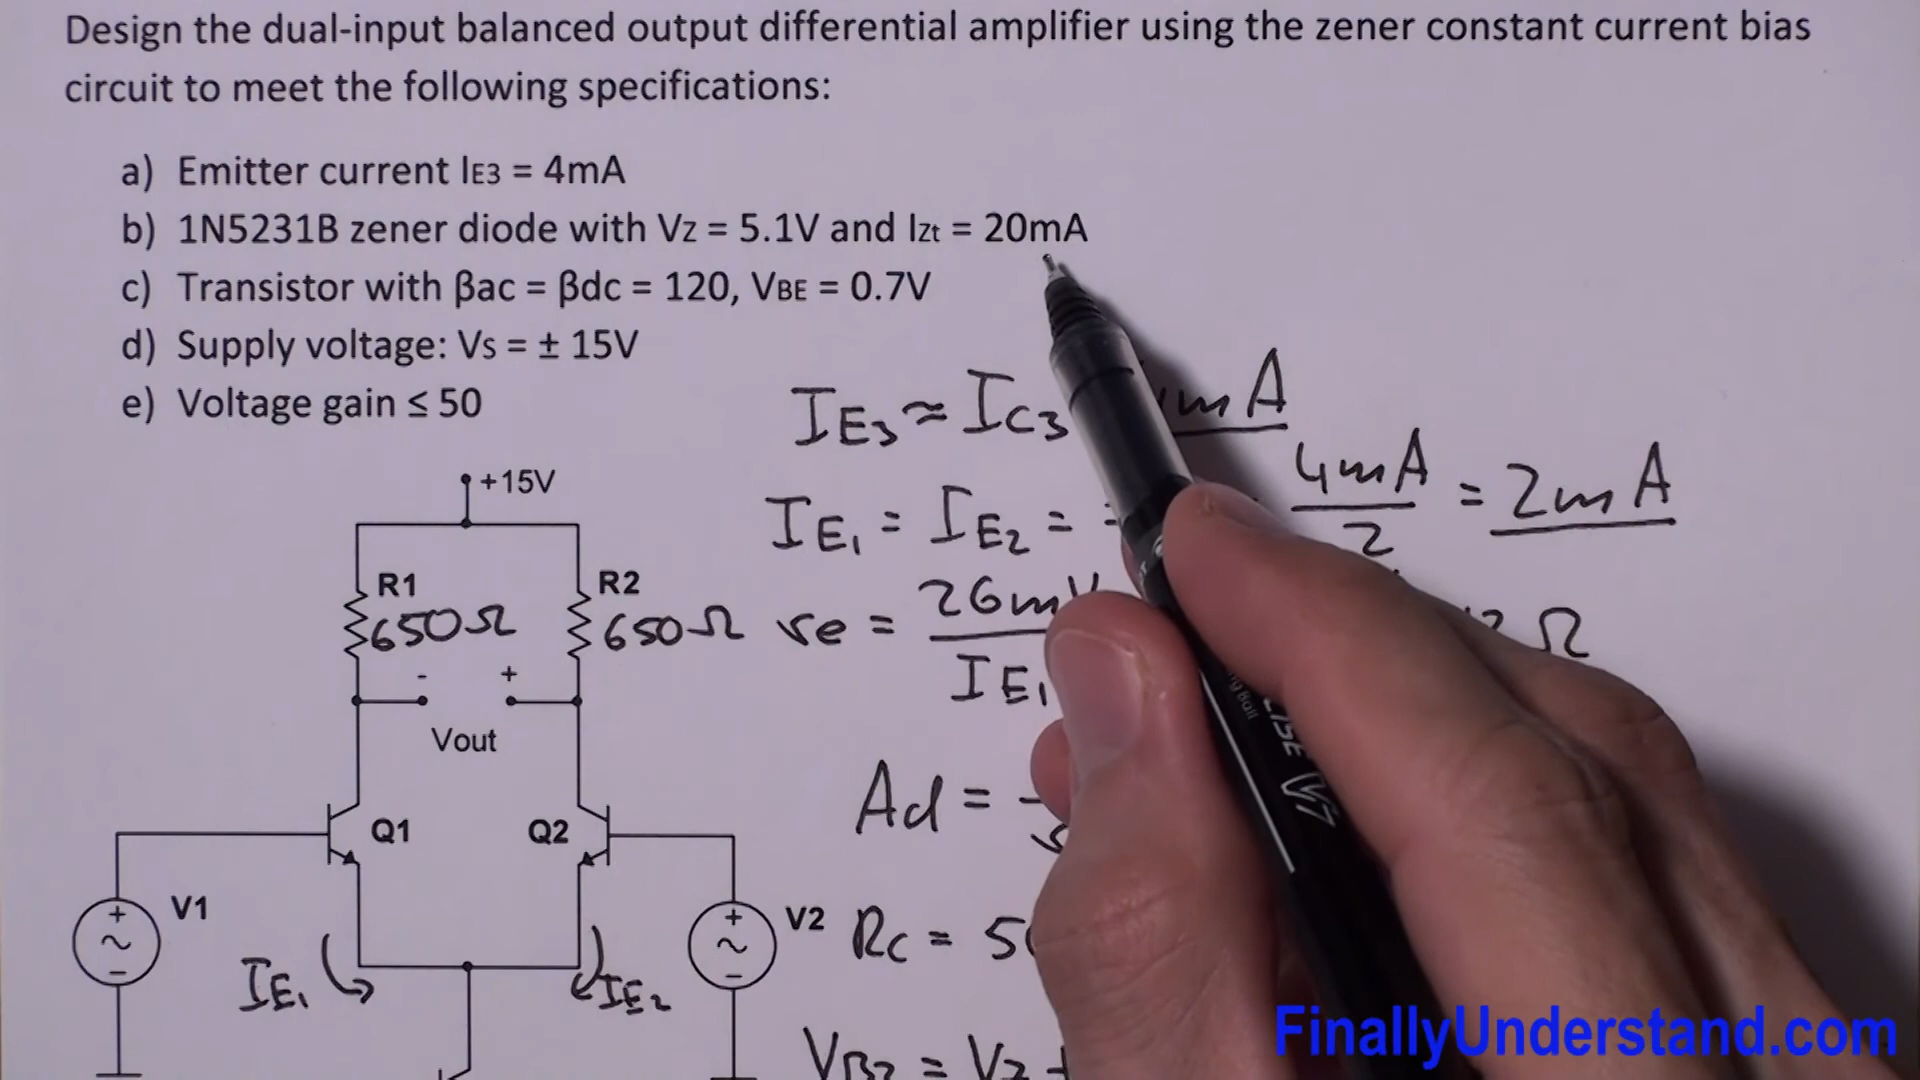 Design the dual-input balanced output differential amplifier using the zener constant current bias
circuit to meet the following specifications:
a) Emitter current IE3 = 4mA
b) 1N5231B zener diode with Vz = 5.1V and Izt = 20mA
c) Transistor with βac = βdc = 120, VBE = 0.7V
d) Supply voltage: Vs = ± 15V
e) Voltage gain ≤ 50
IE3 ≈ IC3 mA
IE1 = IE2 = 4mA/2 = 2mA
+15V
R1
650Ω
R2
650Ω
re = 26mV/IE1 Ω
- +
Vout
Ad =
Q1 Q2
V1
V2
RC = 5
IE1
IE2
= VZ +
FinallyUnderstand.com